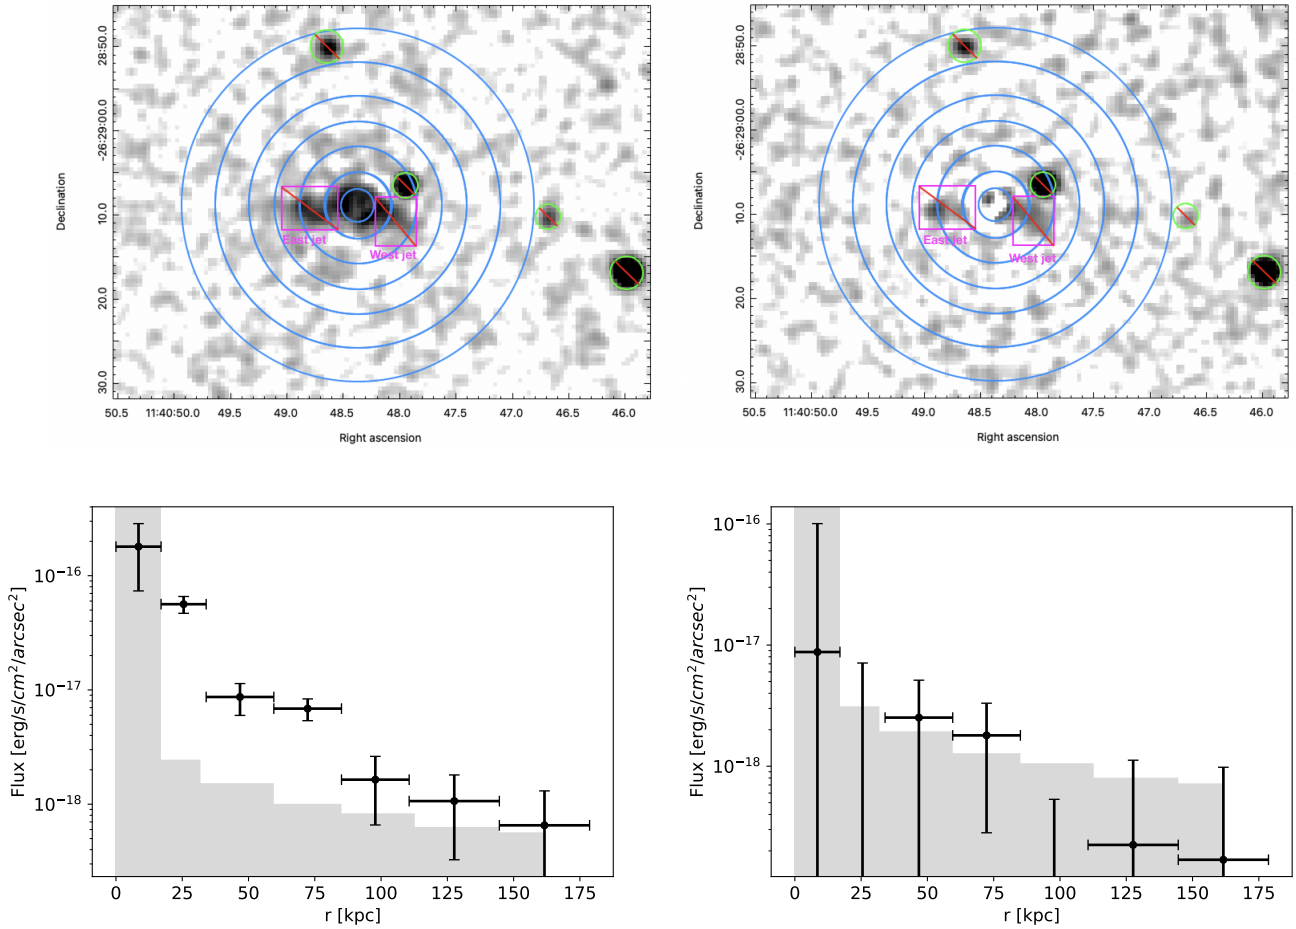 28:50.0
-26:29:00.0
10.0
20.0
30.0
Declination
East jet
West jet
50.5 11:40:50.0 49.5 49.0 48.5 48.0 47.5 47.0 46.5 46.0
Right ascension
28:50.0
-26:29:00.0
10.0
20.0
30.0
Declination
East jet
West jet
50.5 11:40:50.0 49.5 49.0 48.5 48.0 47.5 47.0 46.5 46.0
Right ascension
Flux [erg/s/cm²/arcsec²]
10⁻¹⁶
10⁻¹⁷
10⁻¹⁸
0 25 50 75 100 125 150 175
r [kpc]
Flux [erg/s/cm²/arcsec²]
10⁻¹⁶
10⁻¹⁷
10⁻¹⁸
0 25 50 75 100 125 150 175
r [kpc]